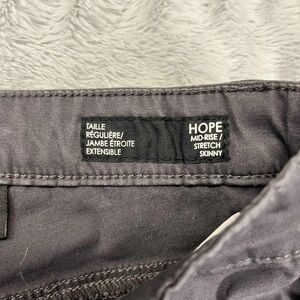 TAILLE
RÉGULIÈRE/
JAMBE ÉTROITE
EXTENSIBLE
HOPE
MID-RISE /
STRETCH
SKINNY